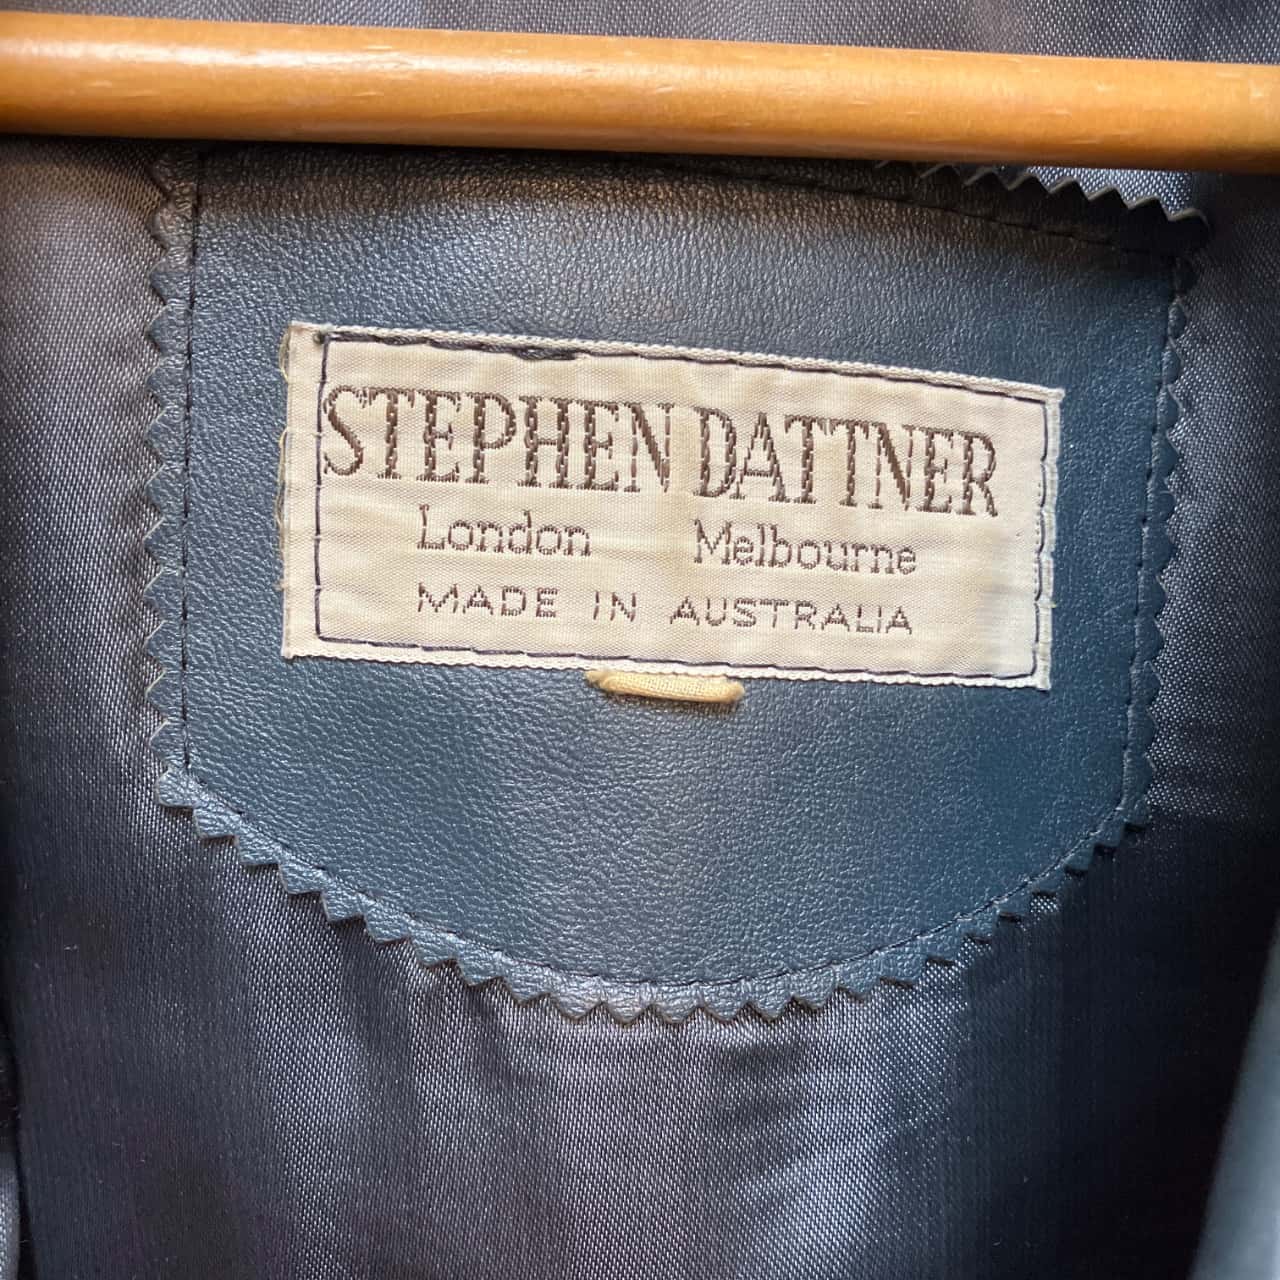 STEPHEN DATTNER
London Melbourne
MADE IN AUSTRALIA